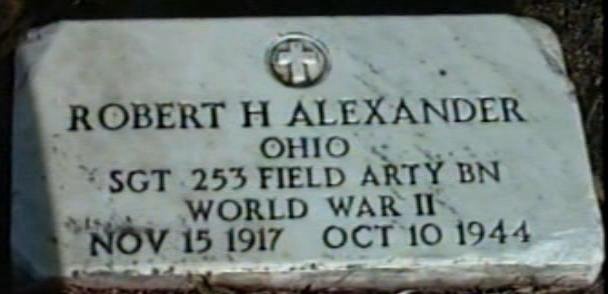 ROBERT H ALEXANDER
OHIO
SGT 253 FIELD ARTY BN
WORLD WAR II
NOV 15 1917 OCT 10 1944